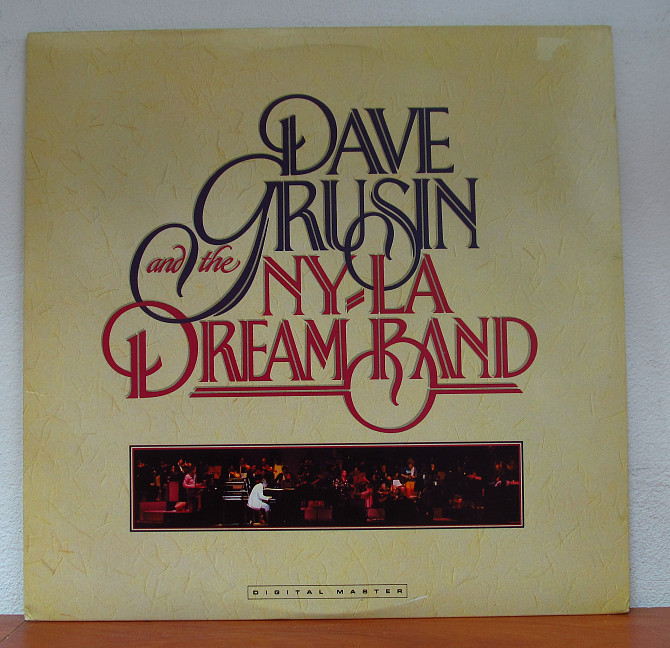 DAVE
GRUSIN
and the
NY-LA
DREAM BAND
DIGITAL MASTER